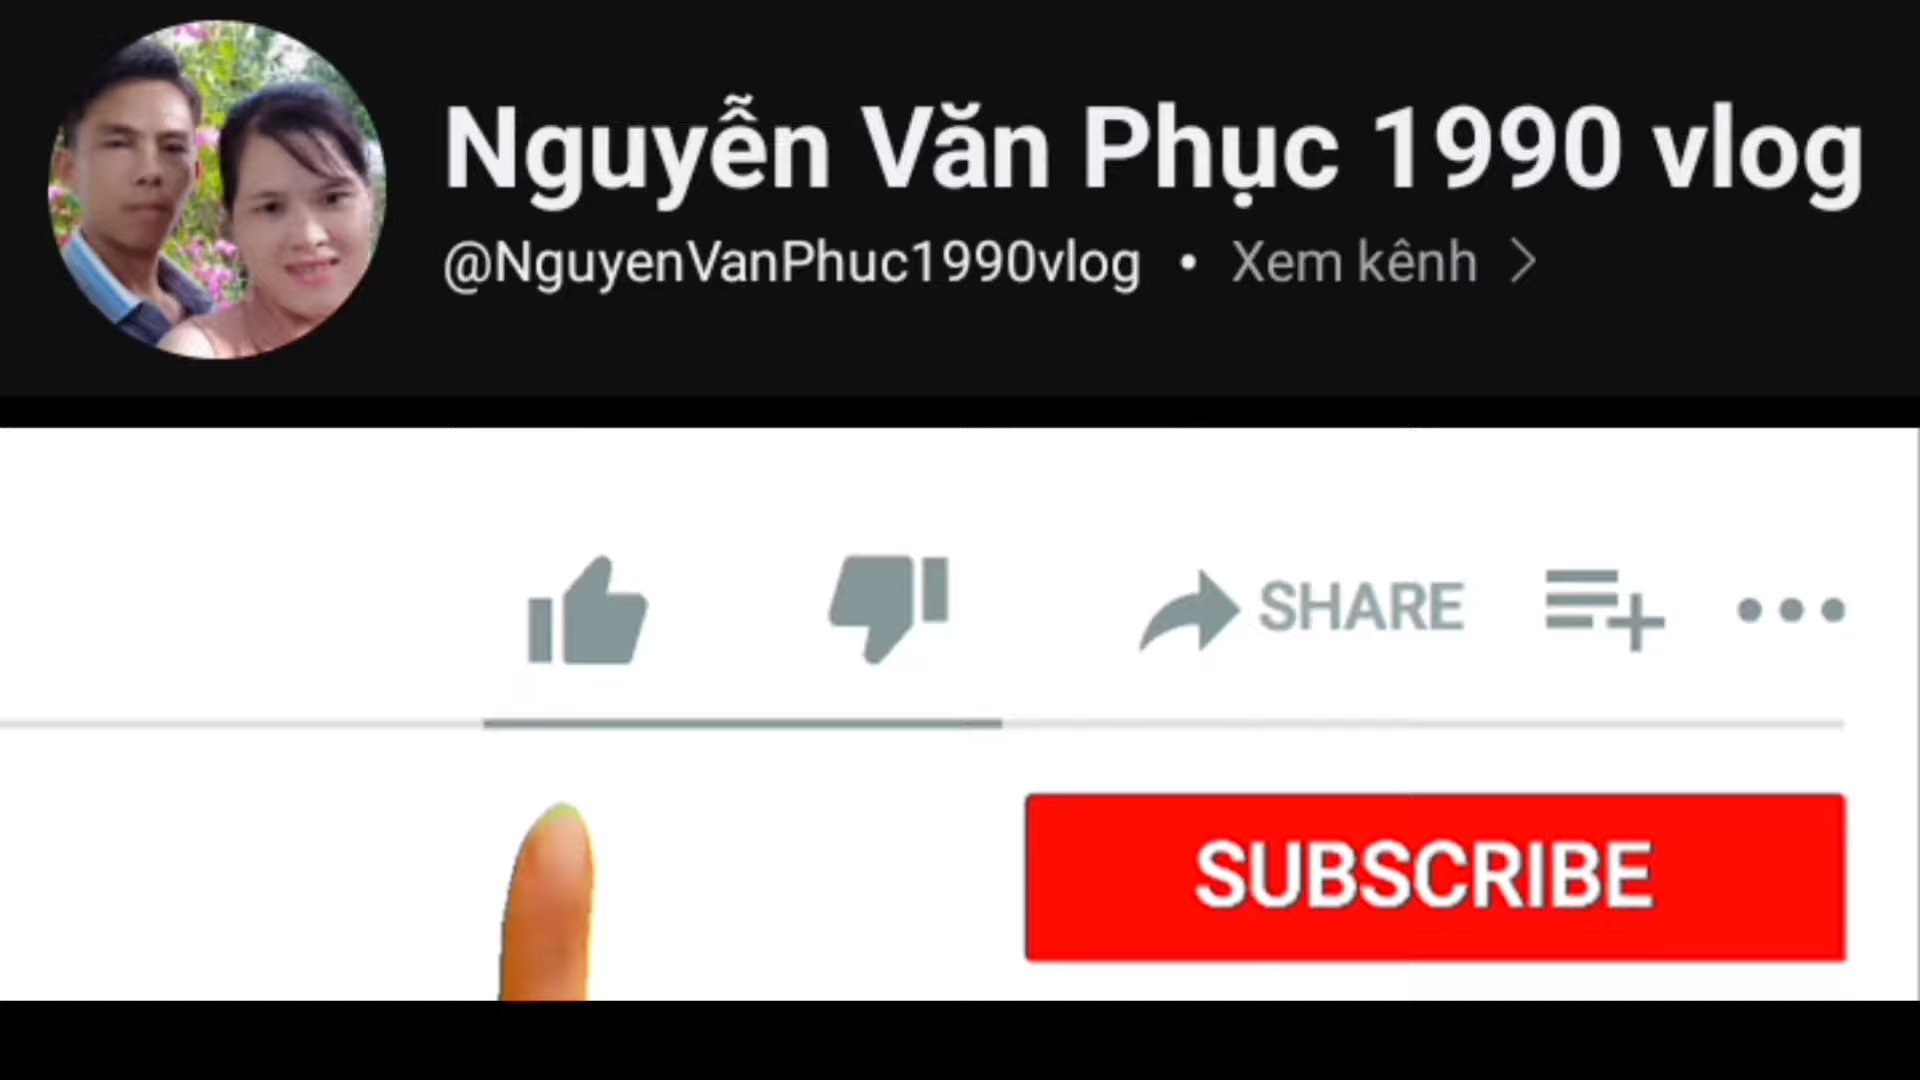 Nguyễn Văn Phục 1990 vlog
@NguyenVanPhuc1990vlog • Xem kênh >
SHARE
SUBSCRIBE